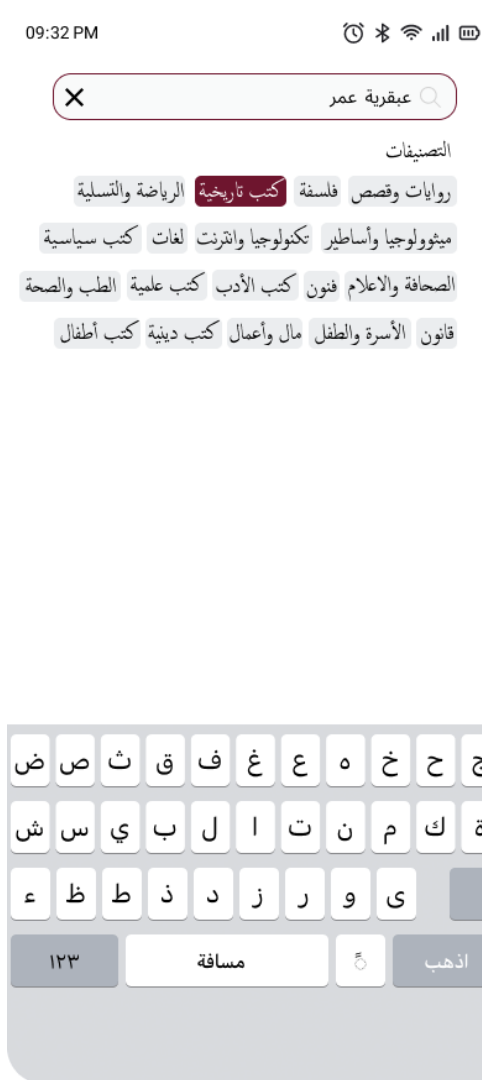 09:32 PM
عبقرية عمر
التصنيفات
روايات وقصص فلسفة كتب تاريخية الرياضة والتسلية
ميثوولوجيا وأساطير تكنولوجيا وانترنت لغات كتب سياسية
الصحافة والاعلام فنون كتب الأدب كتب علمية الطب والصحة
قانون الأسرة والطفل مال وأعمال كتب دينية كتب أطفال
ج ح خ ه ع غ ف ق ث ص ض
ة ك م ن ت ا ل ب ي س ش
ى و ر ز د ذ ط ظ ء
اذهب مسافة ١٢٣